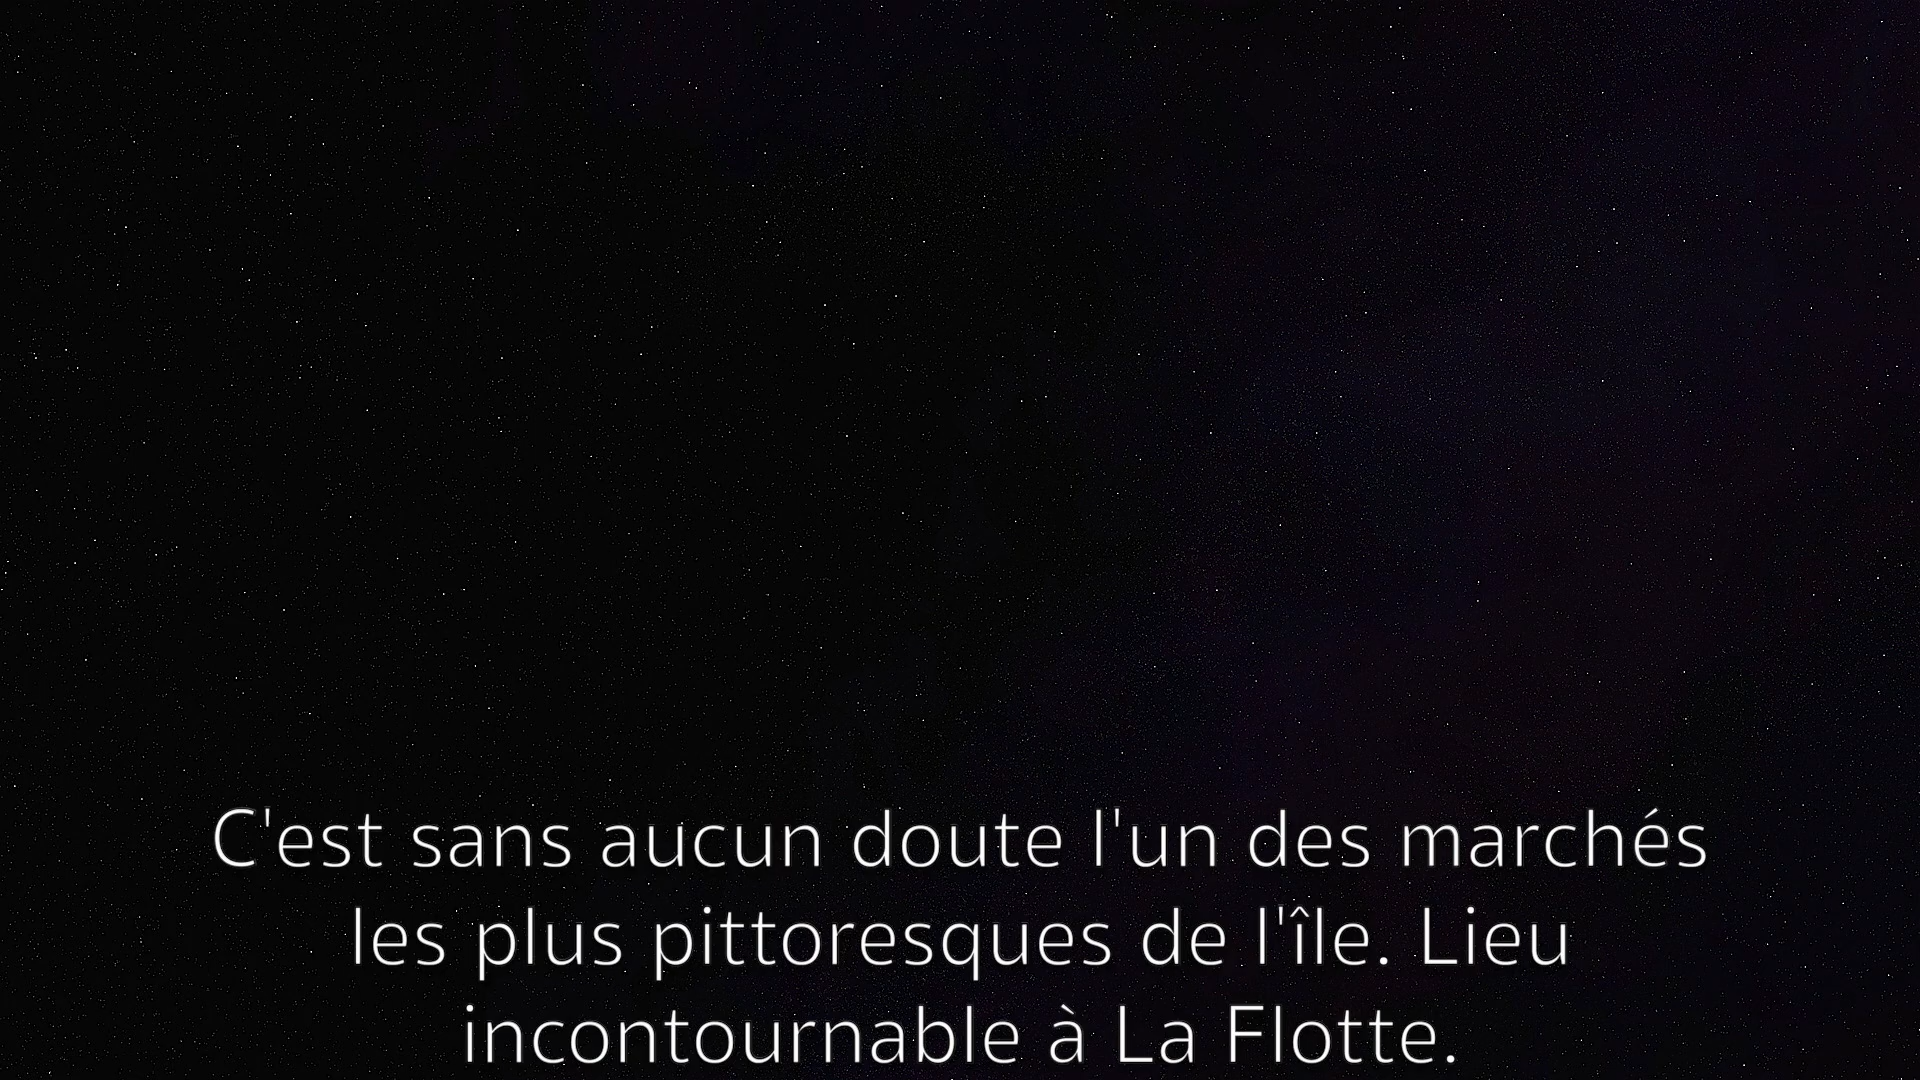 C'est sans aucun doute l'un des marchés
les plus pittoresques de l'île. Lieu
incontournable à La Flotte.